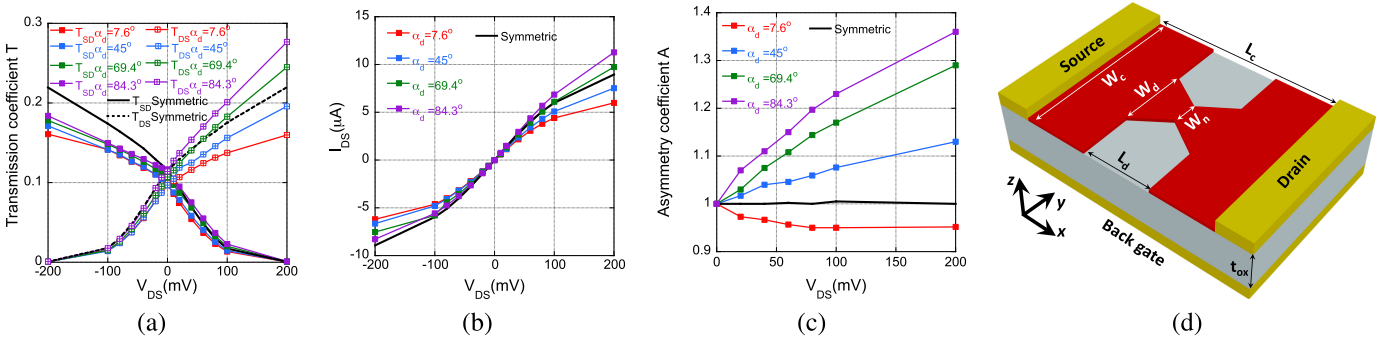 Transmission coefficient T
0.3
0.2
0.1
0
T_SD α_d=7.6° T_DS α_d=7.6°
T_SD α_d=45° T_DS α_d=45°
T_SD α_d=69.4° T_DS α_d=69.4°
T_SD α_d=84.3° T_DS α_d=84.3°
T_SD Symmetric
T_DS Symmetric
-200 -100 0 100 200
V_DS(mV)
(a)
I_DS(μA)
15
10
5
0
-5
-10
α_d=7.6° Symmetric
α_d=45°
α_d=69.4°
α_d=84.3°
-200 -100 0 100 200
V_DS(mV)
(b)
Asymmetry coefficient A
1.4
1.3
1.2
1.1
1
0.9
α_d=7.6° Symmetric
α_d=45°
α_d=69.4°
α_d=84.3°
0 50 100 150 200
V_DS(mV)
(c)
Source
L_c
W_c
W_d
W_n
L_d
Drain
z
y
x
Back gate
t_ox
(d)